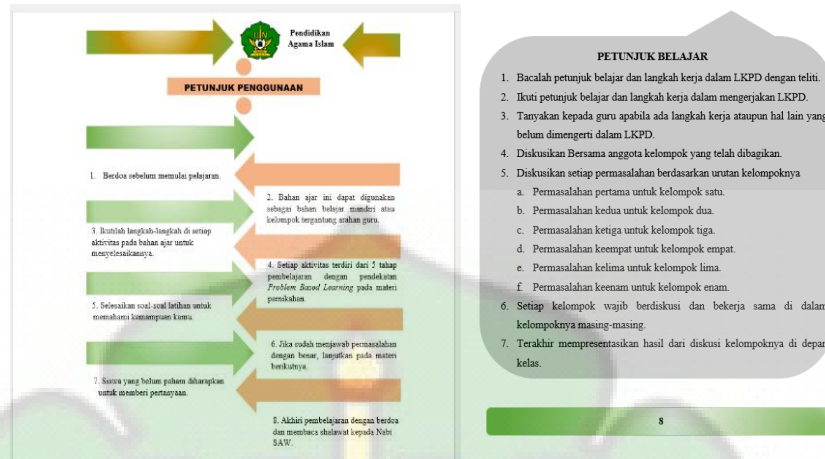 Pendidikan
Agama Islam
PETUNJUK PENGGUNAAN
1. Berdoa sebelum memulai pelajaran.
2. Bahan ajar ini dapat digunakan
sebagai bahan belajar mandiri atau
kelompok tergantung arahan guru.
3. Ikutilah langkah-langkah di setiap
aktivitas pada bahan ajar untuk
menyelesaikannya.
4. Setiap aktivitas terdiri dari 5 tahap
pembelajaran dengan pendekatan
Problem Based Learning pada materi
pernikahan.
5. Selesaikan soal-soal latihan untuk
memahami kemampuan kamu.
6. Jika sudah menjawab permasalahan
dengan benar, lanjutkan pada materi
berikutnya.
7. Siswa yang belum paham diharapkan
untuk memberi pertanyaan.
8. Akhiri pembelajaran dengan berdoa
dan membaca shalawat kepada Nabi
SAW.
PETUNJUK BELAJAR
1. Bacalah petunjuk belajar dan langkah kerja dalam LKPD dengan teliti.
2. Ikuti petunjuk belajar dan langkah kerja dalam mengerjakan LKPD.
3. Tanyakan kepada guru apabila ada langkah kerja ataupun hal lain yang
belum dimengerti dalam LKPD.
4. Diskusikan Bersama anggota kelompok yang telah dibagikan.
5. Diskusikan setiap permasalahan berdasarkan urutan kelompoknya
a. Permasalahan pertama untuk kelompok satu.
b. Permasalahan kedua untuk kelompok dua.
c. Permasalahan ketiga untuk kelompok tiga.
d. Permasalahan keempat untuk kelompok empat.
e. Permasalahan kelima untuk kelompok lima.
f. Permasalahan keenam untuk kelompok enam.
6. Setiap kelompok wajib berdiskusi dan bekerja sama di dalam
kelompoknya masing-masing.
7. Terakhir mempresentasikan hasil dari diskusi kelompoknya di depan
kelas.
8